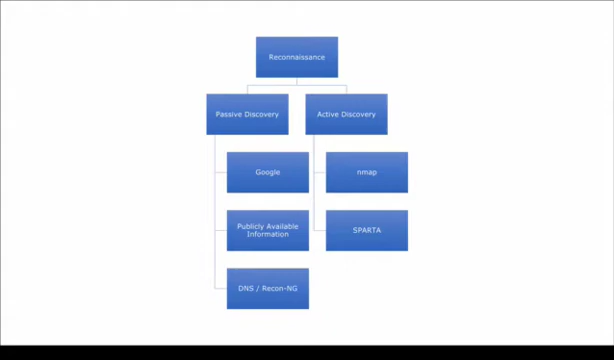 Reconnaissance
Passive Discovery
Active Discovery
Google
nmap
Publicly Available
Information
SPARTA
DNS / Recon-NG